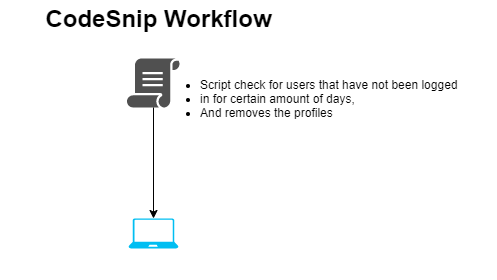 CodeSnip Workflow
Script check for users that have not been logged
in for certain amount of days,
And removes the profiles